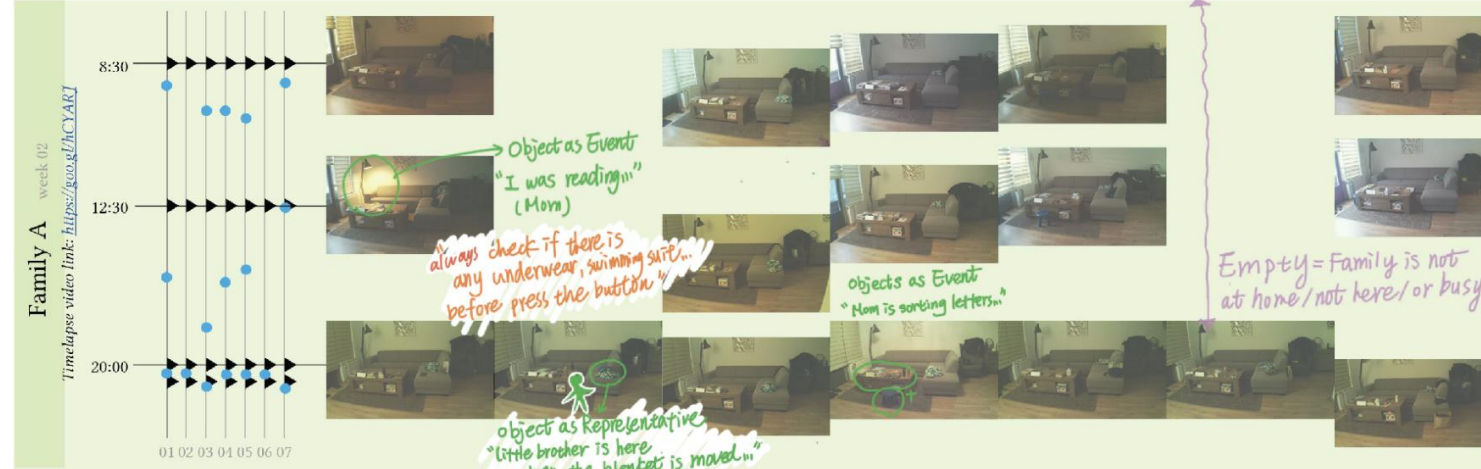 Family A
week 02
Timelapse video link: https://goo.gl/hCYARJ
8:30
12:30
20:00
01 02 03 04 05 06 07
Object as Event
"I was reading..."
(Mom)
always check if there is
any underwear, swimming suit...
before press the button"
Objects as Event
"Mom is sorting letters..."
Empty = Family is not
at home/not here/or busy
object as Representative
"little brother is here
the blanket is moved..."
+